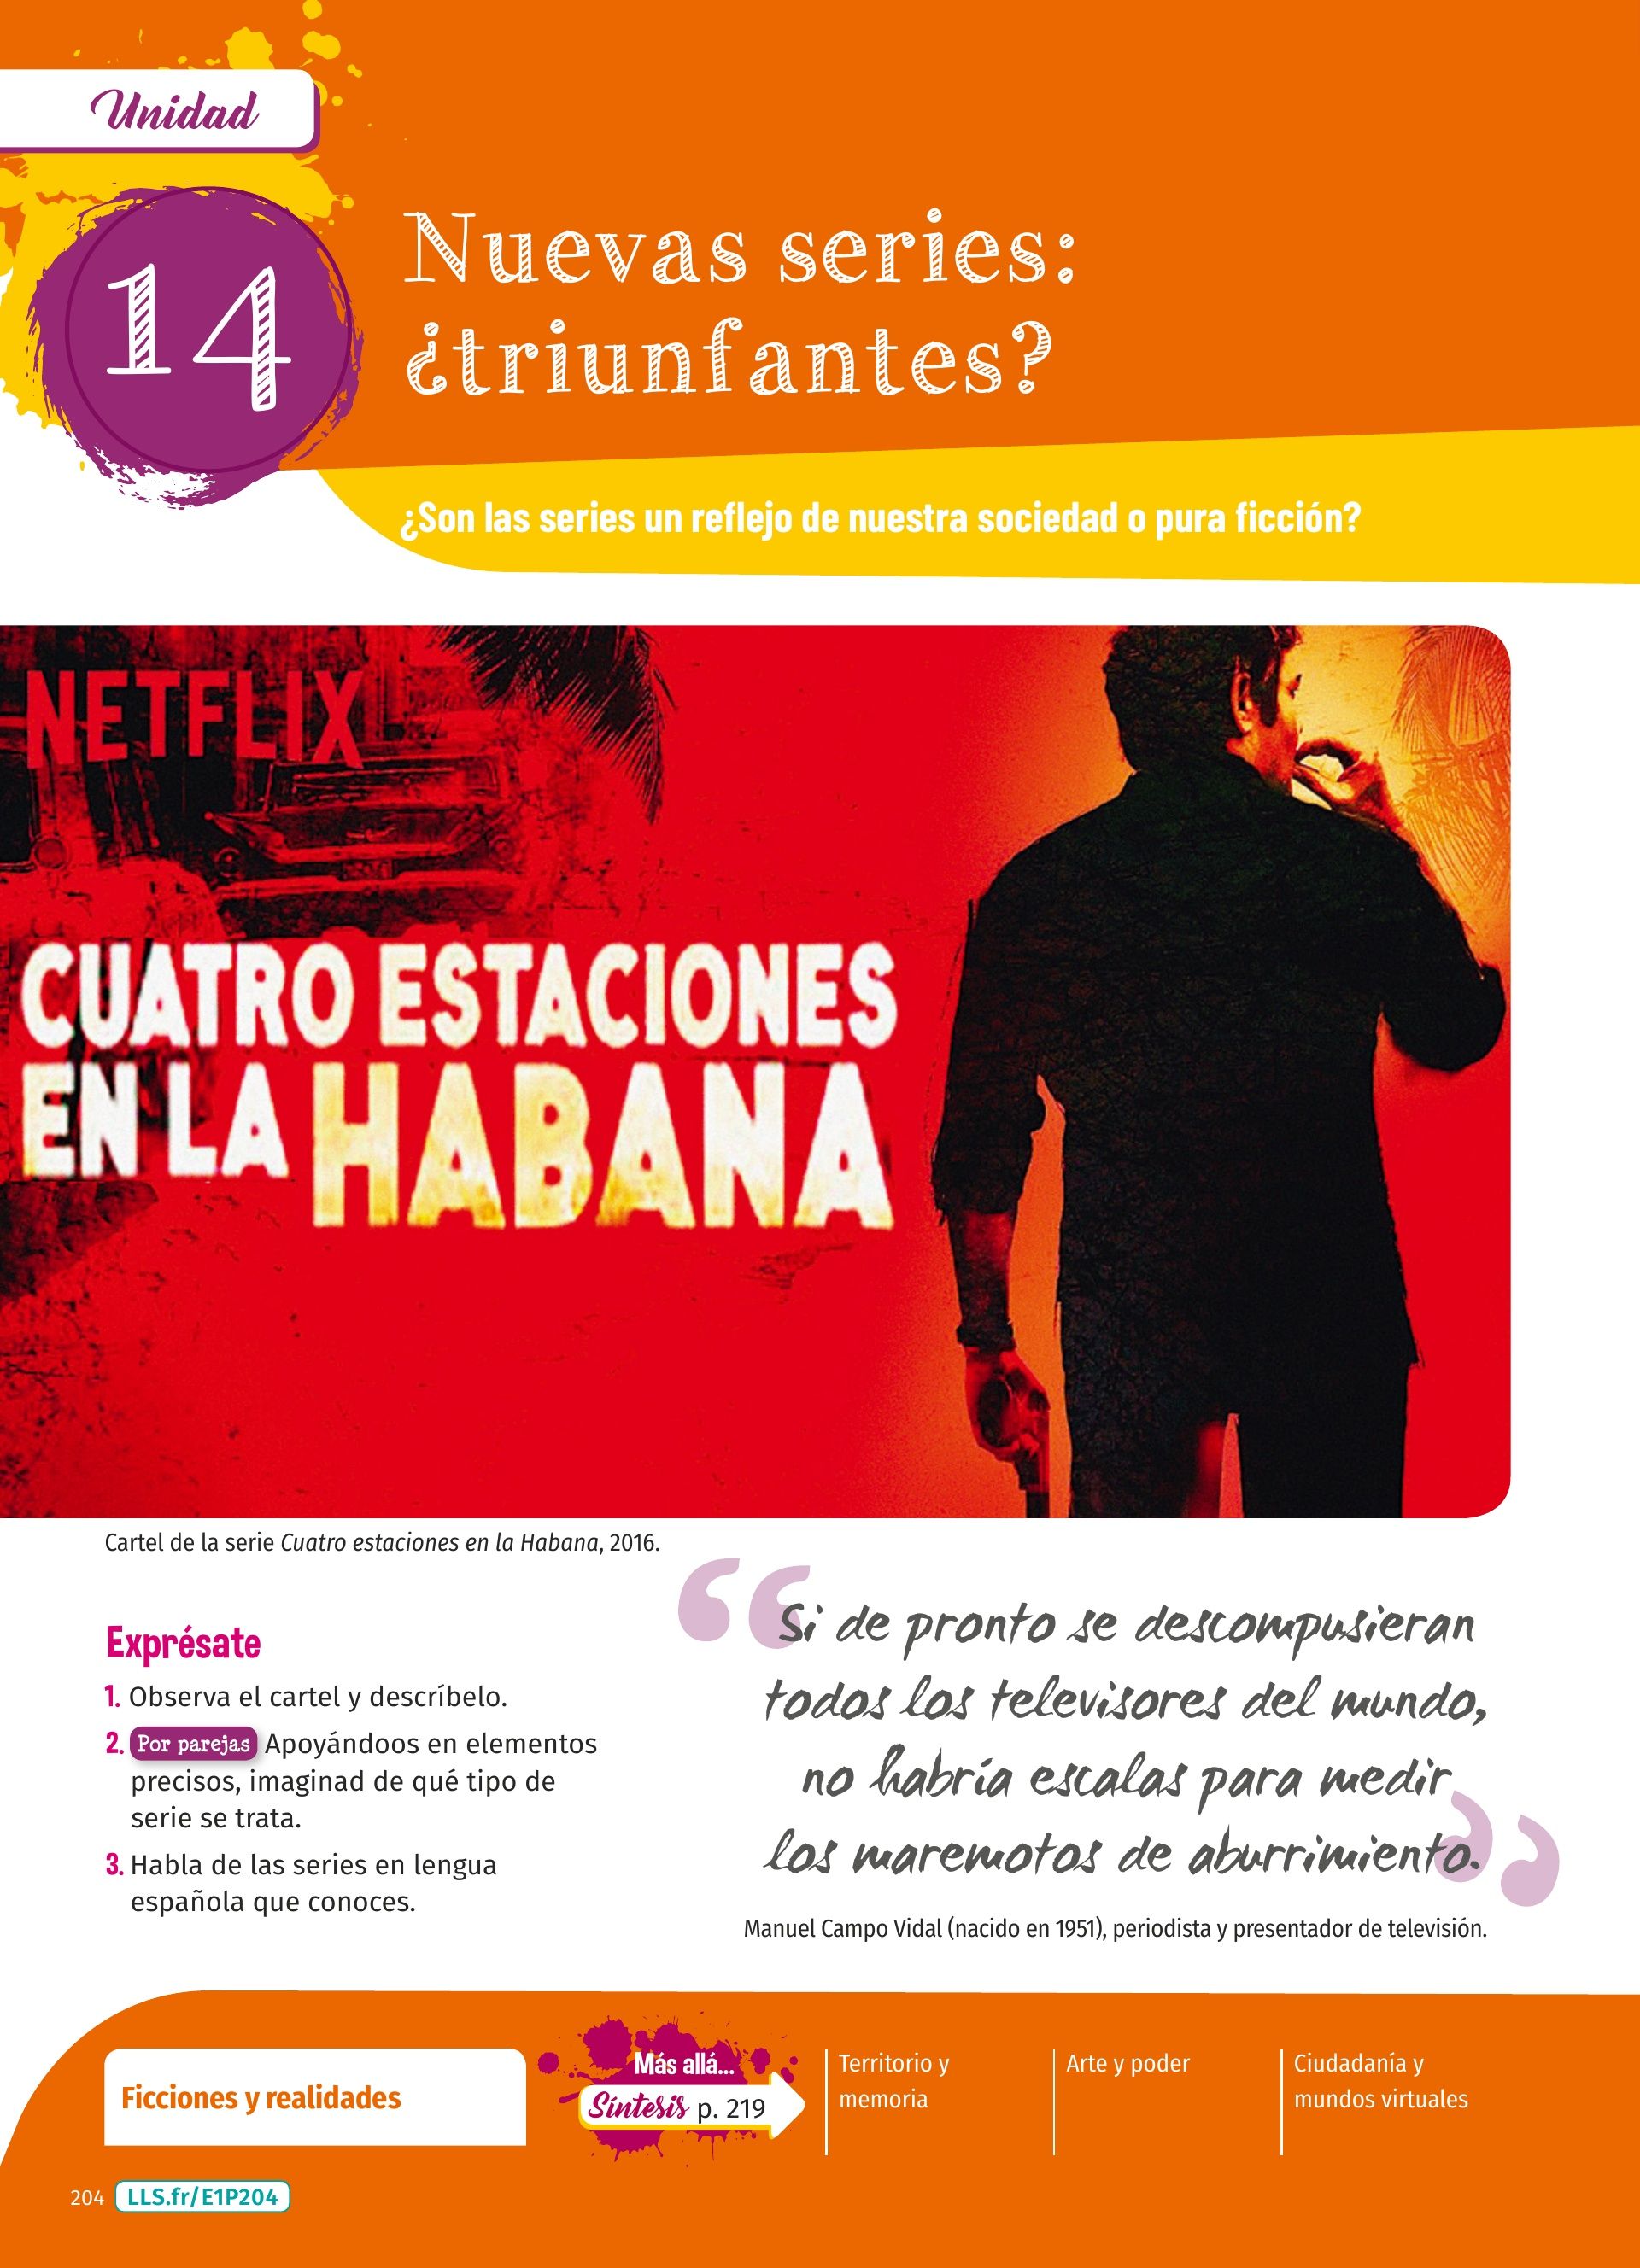 Unidad
14
Nuevas series:
¿triunfantes?
¿Son las series un reflejo de nuestra sociedad o pura ficción?
NETFLIX
CUATRO ESTACIONES
EN LA HABANA
Cartel de la serie Cuatro estaciones en la Habana, 2016.
Exprésate
1. Observa el cartel y descríbelo.
2. Por parejas Apoyándoos en elementos
precisos, imaginad de qué tipo de
serie se trata.
3. Habla de las series en lengua
española que conoces.
“Si de pronto se descompusieran
todos los televisores del mundo,
no habría escalas para medir
los maremotos de aburrimiento.”
Manuel Campo Vidal (nacido en 1951), periodista y presentador de televisión.
Ficciones y realidades
Más allá...
Síntesis p. 219
Territorio y
memoria
Arte y poder
Ciudadanía y
mundos virtuales
204 LLS.fr/E1P204